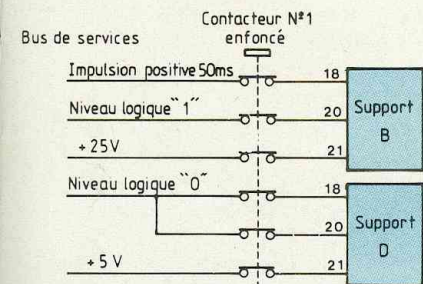 Contacteur Nº1
Bus de services
enfoncé
Impulsion positive 50ms
18
Niveau logique "1"
20
Support
B
+25V
21
Niveau logique "0"
18
20
Support
D
+5 V
21